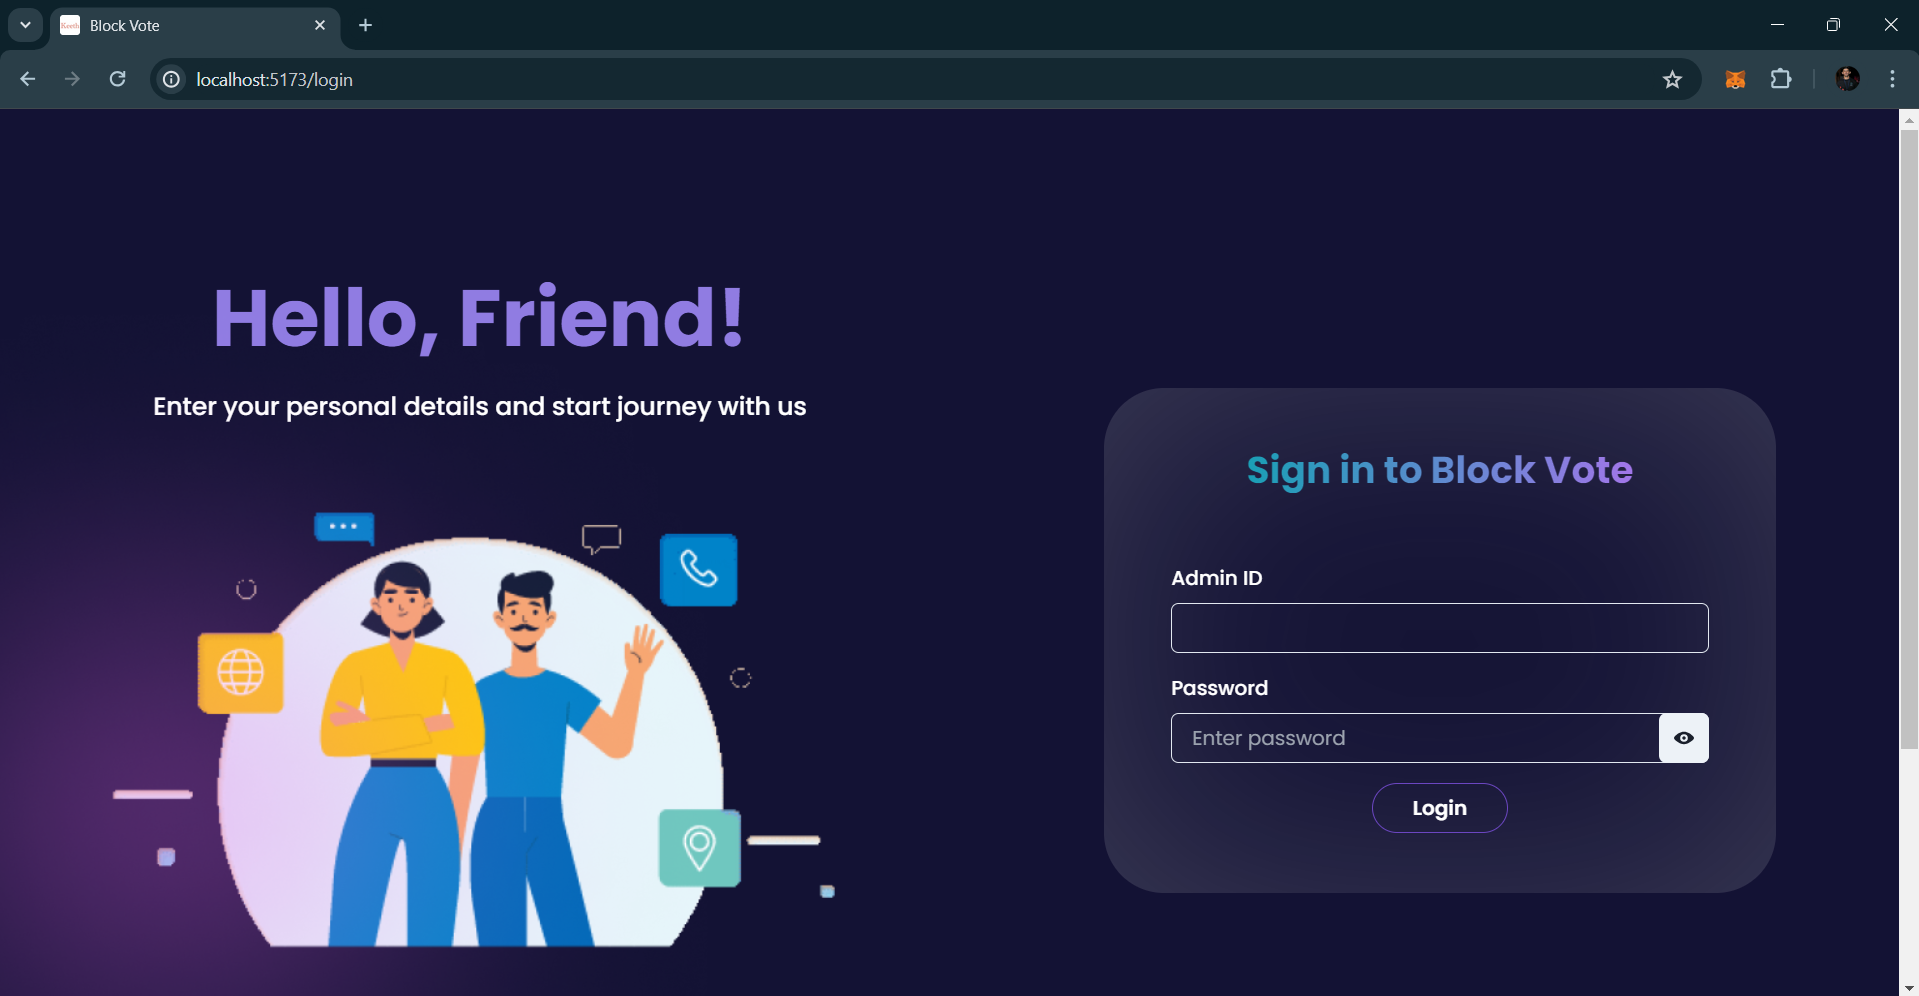 Block Vote
localhost:5173/login
Hello, Friend!
Enter your personal details and start journey with us
Sign in to Block Vote
Admin ID
Password
Enter password
Login